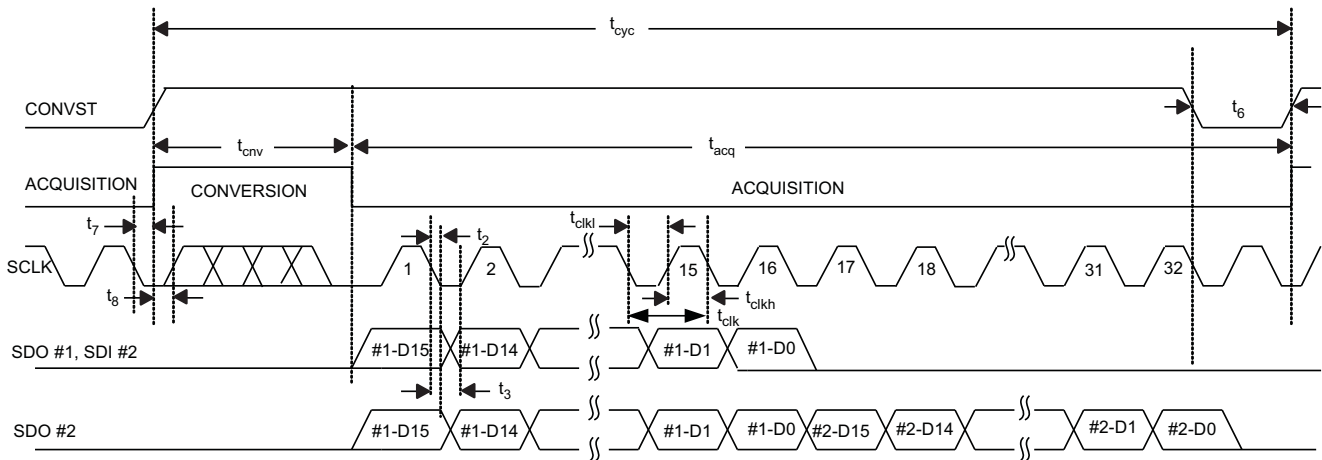 tcyc
CONVST
t6
tcnv
tacq
ACQUISITION
CONVERSION
ACQUISITION
t7
t2
tclkl
SCLK
1
2
15
16
17
18
31
32
t8
tclkh
tclk
SDO #1, SDI #2
#1-D15
#1-D14
#1-D1
#1-D0
t3
SDO #2
#1-D15
#1-D14
#1-D1
#1-D0
#2-D15
#2-D14
#2-D1
#2-D0